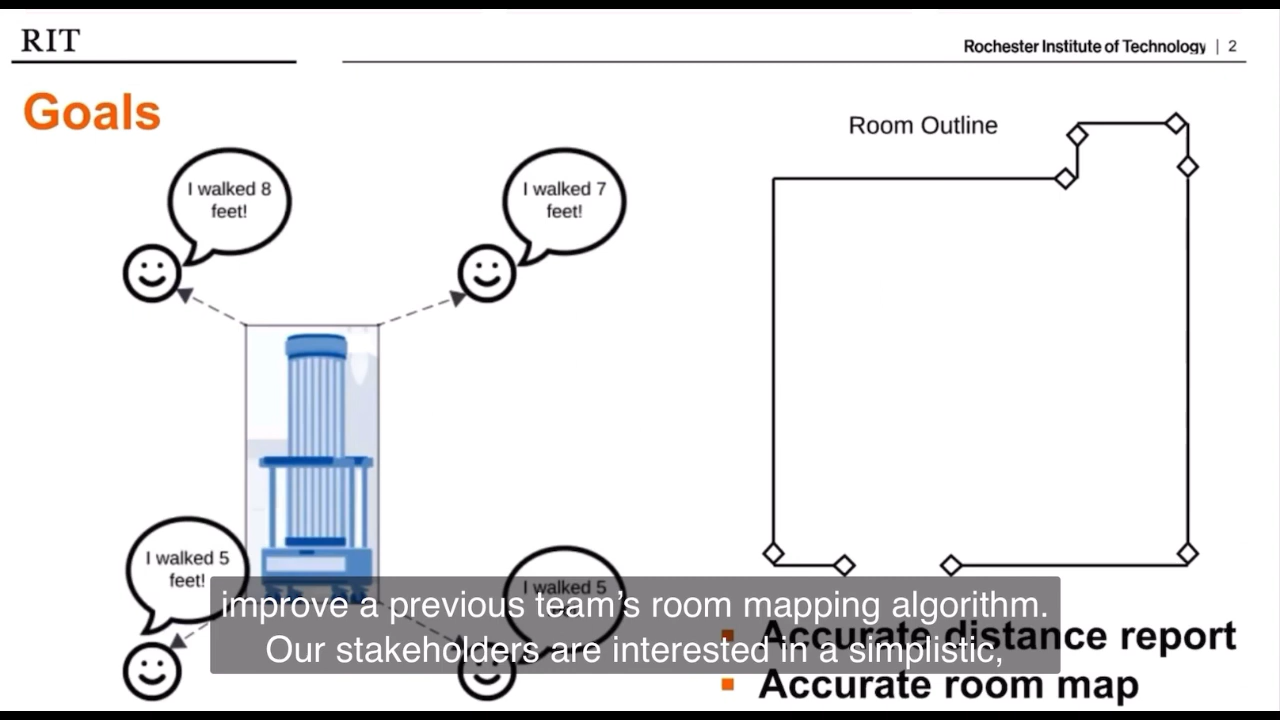 RIT
Rochester Institute of Technology | 2
Goals
Room Outline
I walked 8
feet!
I walked 7
feet!
I walked 5
feet!
I walked 5
improve a previous team's room mapping algorithm.
Our stakeholders are interested in a simplistic,
Accurate distance report
Accurate room map